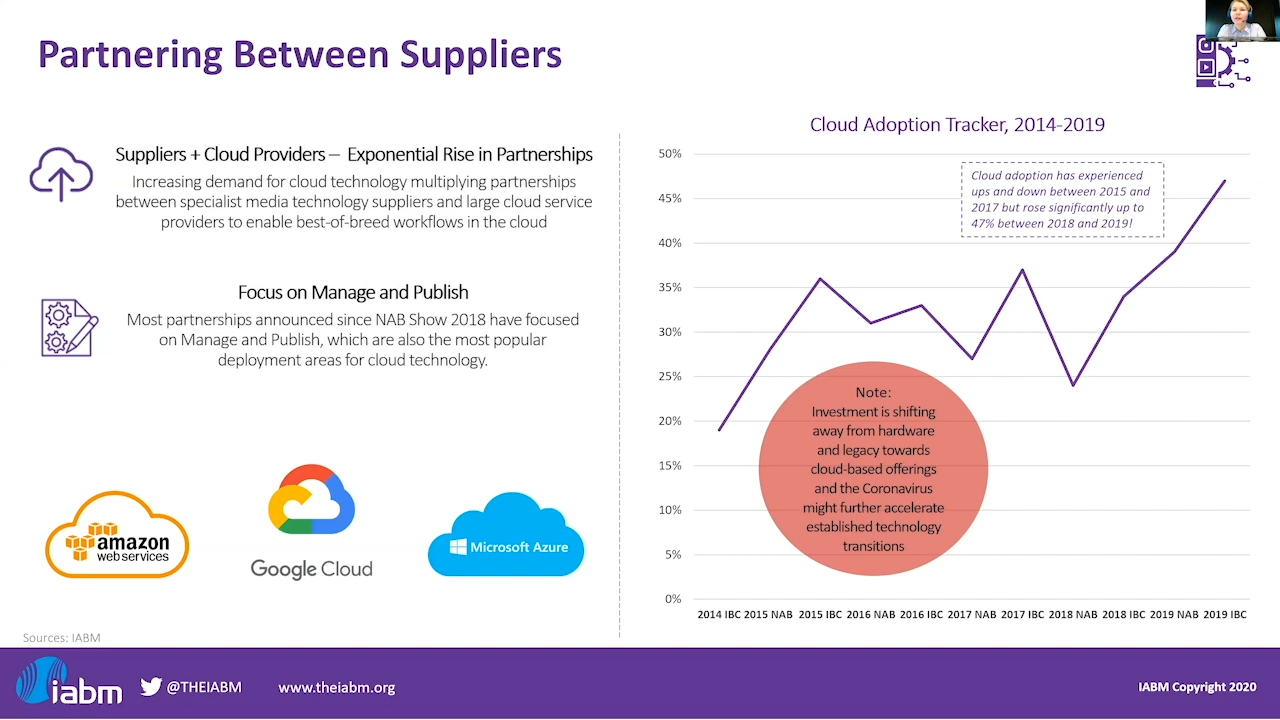 Partnering Between Suppliers
Suppliers + Cloud Providers – Exponential Rise in Partnerships
Increasing demand for cloud technology multiplying partnerships
between specialist media technology suppliers and large cloud service
providers to enable best-of-breed workflows in the cloud
Focus on Manage and Publish
Most partnerships announced since NAB Show 2018 have focused
on Manage and Publish, which are also the most popular
deployment areas for cloud technology.
amazon
web services
Google Cloud
Microsoft Azure
Cloud Adoption Tracker, 2014-2019
50%
45%
40%
35%
30%
25%
20%
15%
10%
5%
0%
Cloud adoption has experienced
ups and down between 2015 and
2017 but rose significantly up to
47% between 2018 and 2019!
Note:
Investment is shifting
away from hardware
and legacy towards
cloud-based offerings
and the Coronavirus
might further accelerate
established technology
transitions
2014 IBC 2015 NAB 2015 IBC 2016 NAB 2016 IBC 2017 NAB 2017 IBC 2018 NAB 2018 IBC 2019 NAB 2019 IBC
Sources: IABM
iabm
@THEIABM
www.theiabm.org
IABM Copyright 2020